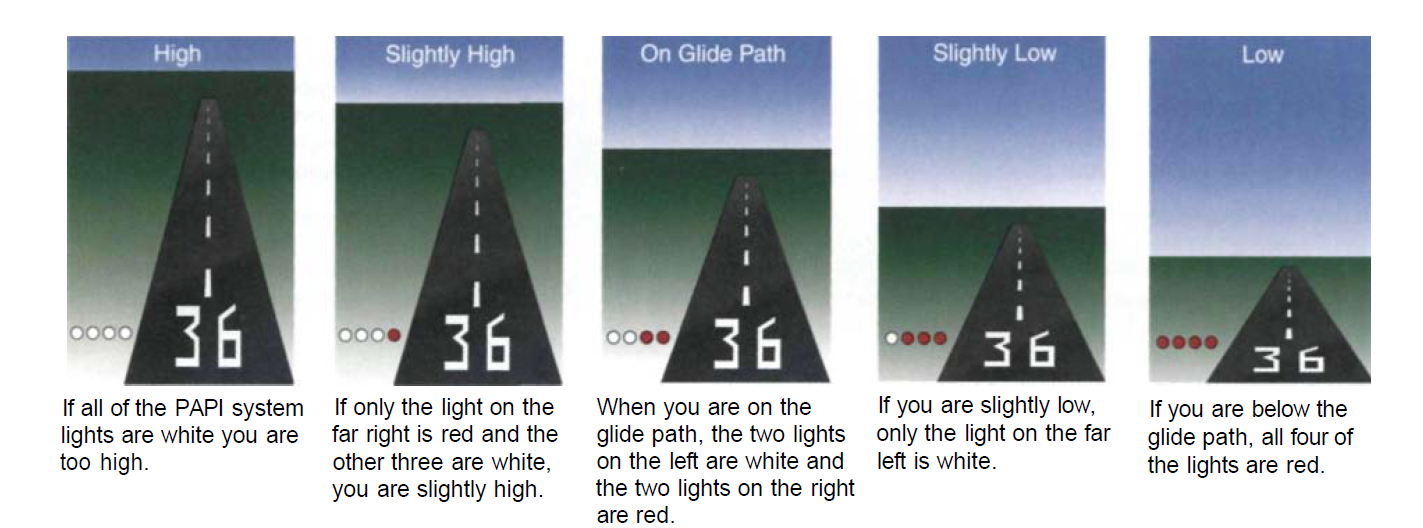 High
Slightly High
On Glide Path
Slightly Low
Low
36
36
36
36
36
If all of the PAPI system
lights are white you are
too high.
If only the light on the
far right is red and the
other three are white,
you are slightly high.
When you are on the
glide path, the two lights
on the left are white and
the two lights on the right
are red.
If you are slightly low,
only the light on the far
left is white.
If you are below the
glide path, all four of
the lights are red.